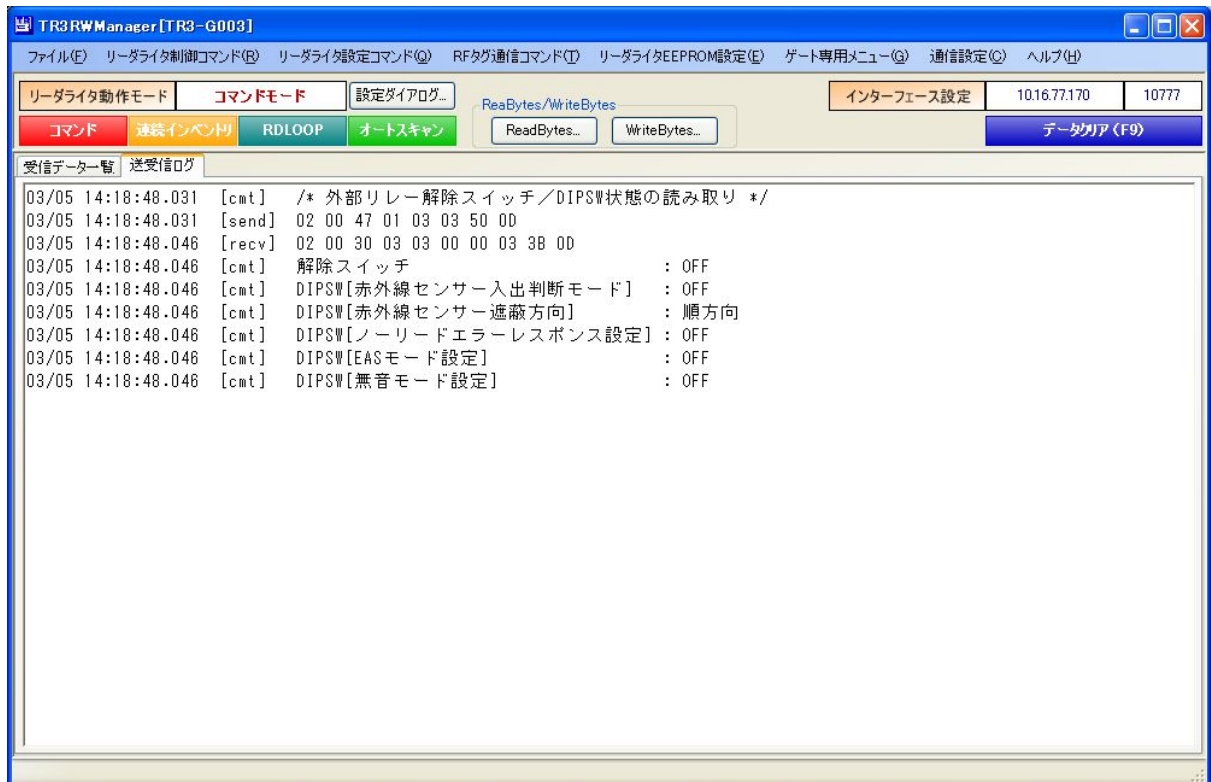 TR3RWManager[TR3-G003]
ファイル(F) リーダライタ制御コマンド(R) リーダライタ設定コマンド(Q) RFタグ通信コマンド(T) リーダライタEEPROM設定(E) ゲート専用メニュー(G) 通信設定(C) ヘルプ(H)
リーダライタ動作モード コマンドモード 設定ダイアログ... ReaBytes/WriteBytes インターフェース設定 10.16.77.170 10777
コマンド 連続インベントリ RDLOOP オートスキャン ReadBytes... WriteBytes... データクリア(F9)
受信データ一覧 送受信ログ
03/05 14:18:48.031 [cmt] /* 外部リレー解除スイッチ/DIPSW状態の読み取り */
03/05 14:18:48.031 [send] 02 00 47 01 03 03 50 0D
03/05 14:18:48.046 [recv] 02 00 30 03 03 00 00 03 3B 0D
03/05 14:18:48.046 [cmt] 解除スイッチ : OFF
03/05 14:18:48.046 [cmt] DIPSW[赤外線センサー入出判断モード] : OFF
03/05 14:18:48.046 [cmt] DIPSW[赤外線センサー遮蔽方向] : 順方向
03/05 14:18:48.046 [cmt] DIPSW[ノーリードエラーレスポンス設定] : OFF
03/05 14:18:48.046 [cmt] DIPSW[EASモード設定] : OFF
03/05 14:18:48.046 [cmt] DIPSW[無音モード設定] : OFF